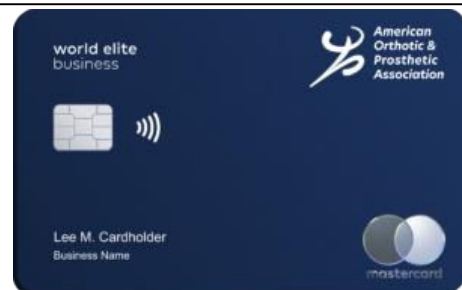 world elite
business
American
Orthotic &
Prosthetic
Association
Lee M. Cardholder
Business Name
mastercard